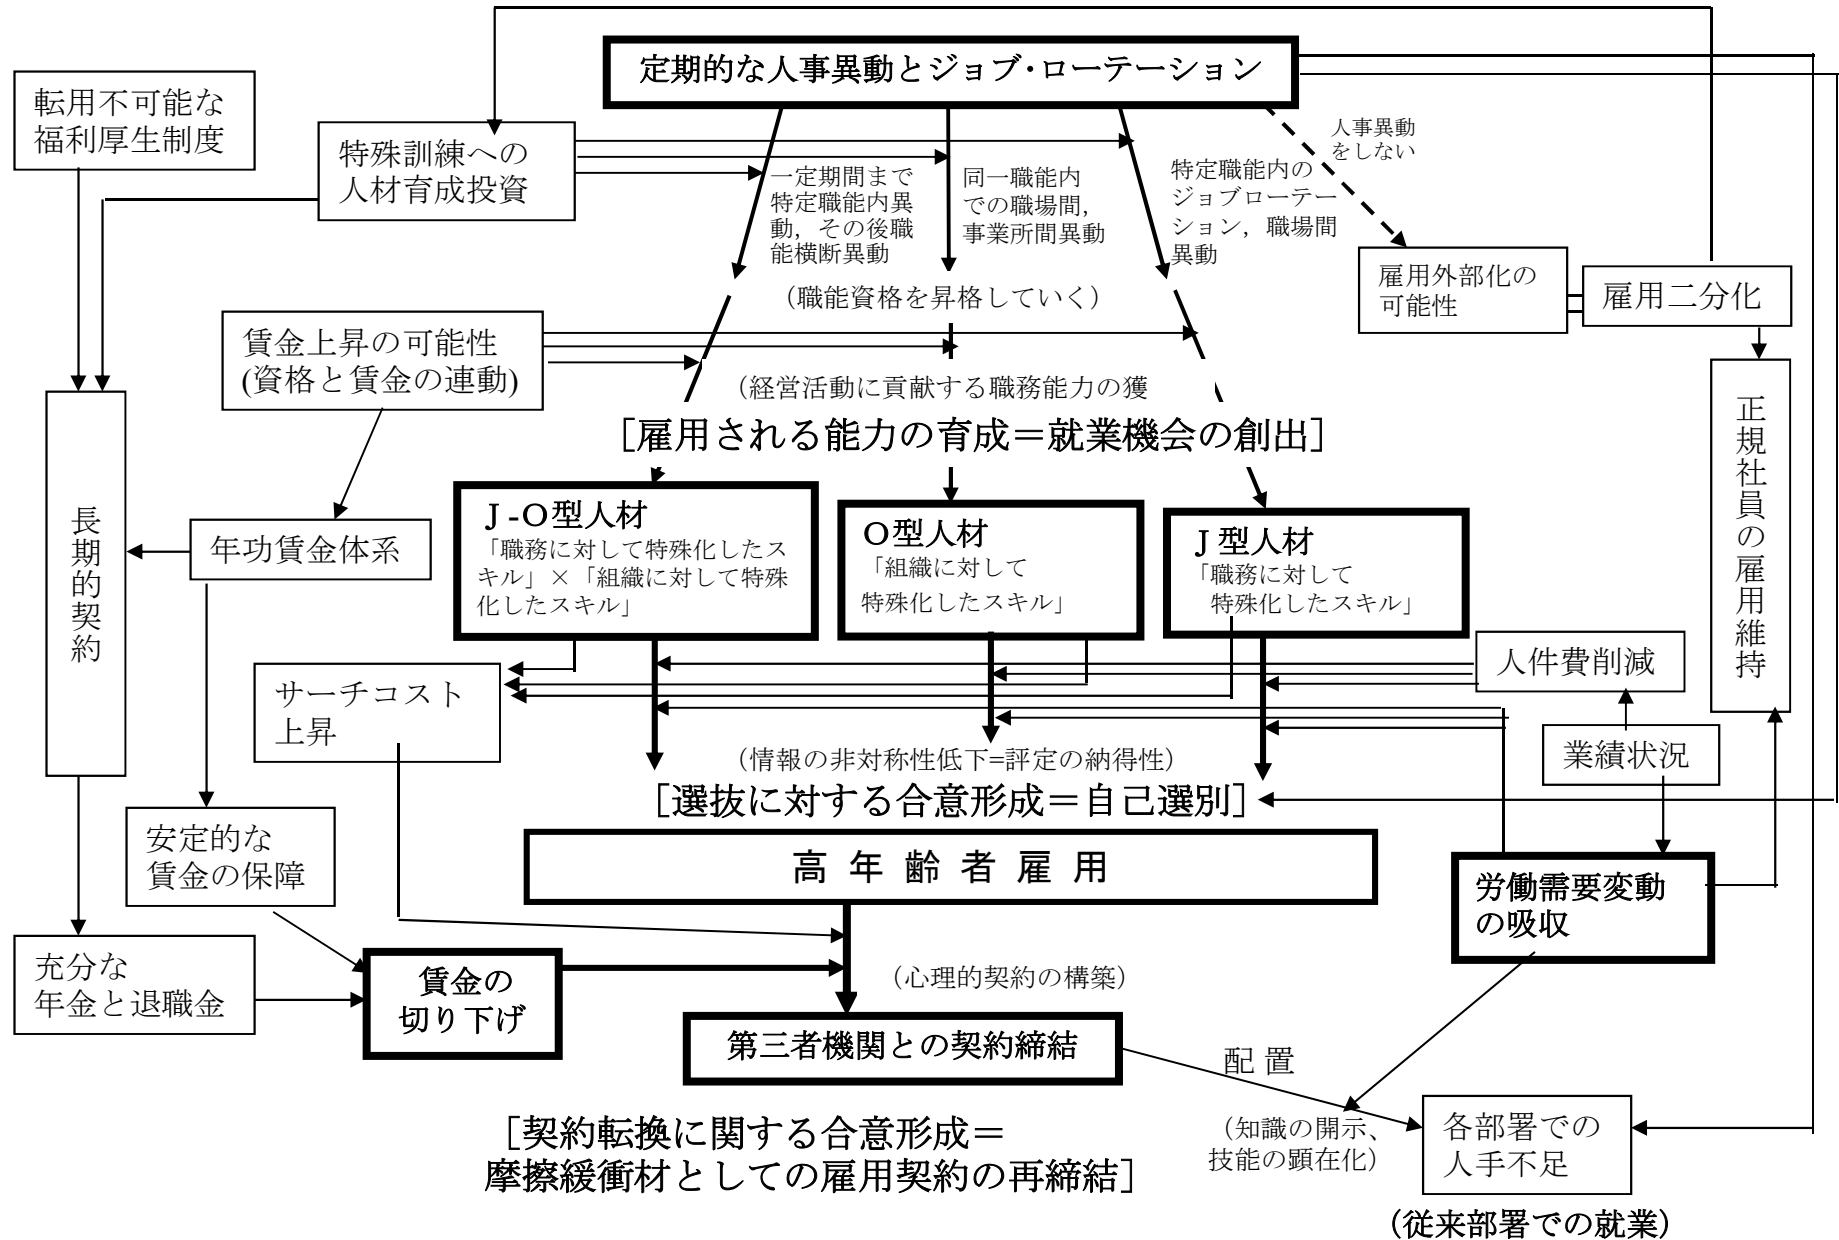 定期的な人事異動とジョブ・ローテーション
転用不可能な
福利厚生制度
特殊訓練への
人材育成投資
人事異動
をしない
一定期間まで
特定職能内異
動，その後職
能横断異動
同一職能内
での職場間，
事業所間異動
特定職能内の
ジョブローテー
ション，職場間
異動
雇用外部化の
可能性
雇用二分化
（職能資格を昇格していく）
賃金上昇の可能性
(資格と賃金の連動)
（経営活動に貢献する職務能力の獲
［雇用される能力の育成＝就業機会の創出］
正規社員の雇用維持
長期的契約
年功賃金体系
J-O型人材
「職務に対して特殊化したス
キル」×「組織に対して特殊
化したスキル」
O型人材
「組織に対して
特殊化したスキル」
J型人材
「職務に対して
特殊化したスキル」
人件費削減
サーチコスト
上昇
業績状況
（情報の非対称性低下=評定の納得性）
［選抜に対する合意形成＝自己選別］
安定的な
賃金の保障
高年齢者雇用
労働需要変動
の吸収
充分な
年金と退職金
賃金の
切り下げ
（心理的契約の構築）
第三者機関との契約締結
配置
（知識の開示、
技能の顕在化）
各部署での
人手不足
［契約転換に関する合意形成＝
摩擦緩衝材としての雇用契約の再締結］
（従来部署での就業）